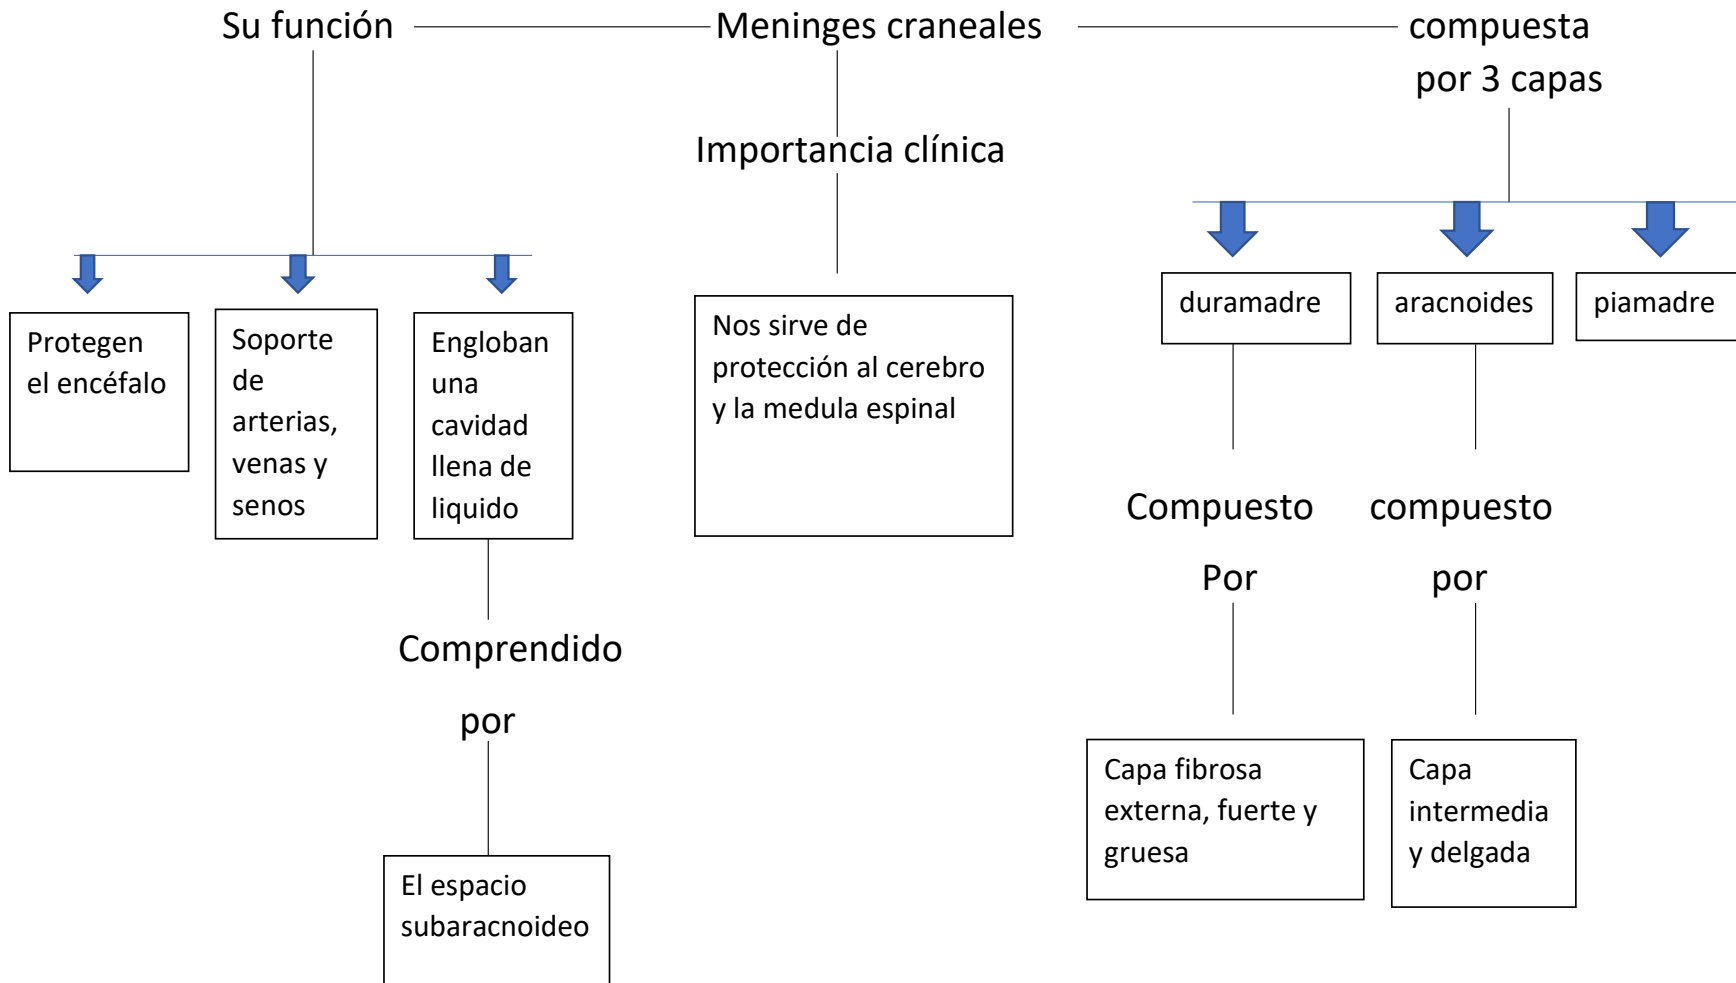 Su función
Meninges craneales
compuesta
por 3 capas
Importancia clínica
Protegen
el encéfalo
Soporte
de
arterias,
venas y
senos
Engloban
una
cavidad
llena de
liquido
Comprendido
por
El espacio
subaracnoideo
Nos sirve de
protección al cerebro
y la medula espinal
duramadre
aracnoides
piamadre
Compuesto
Por
compuesto
por
Capa fibrosa
externa, fuerte y
gruesa
Capa
intermedia
y delgada